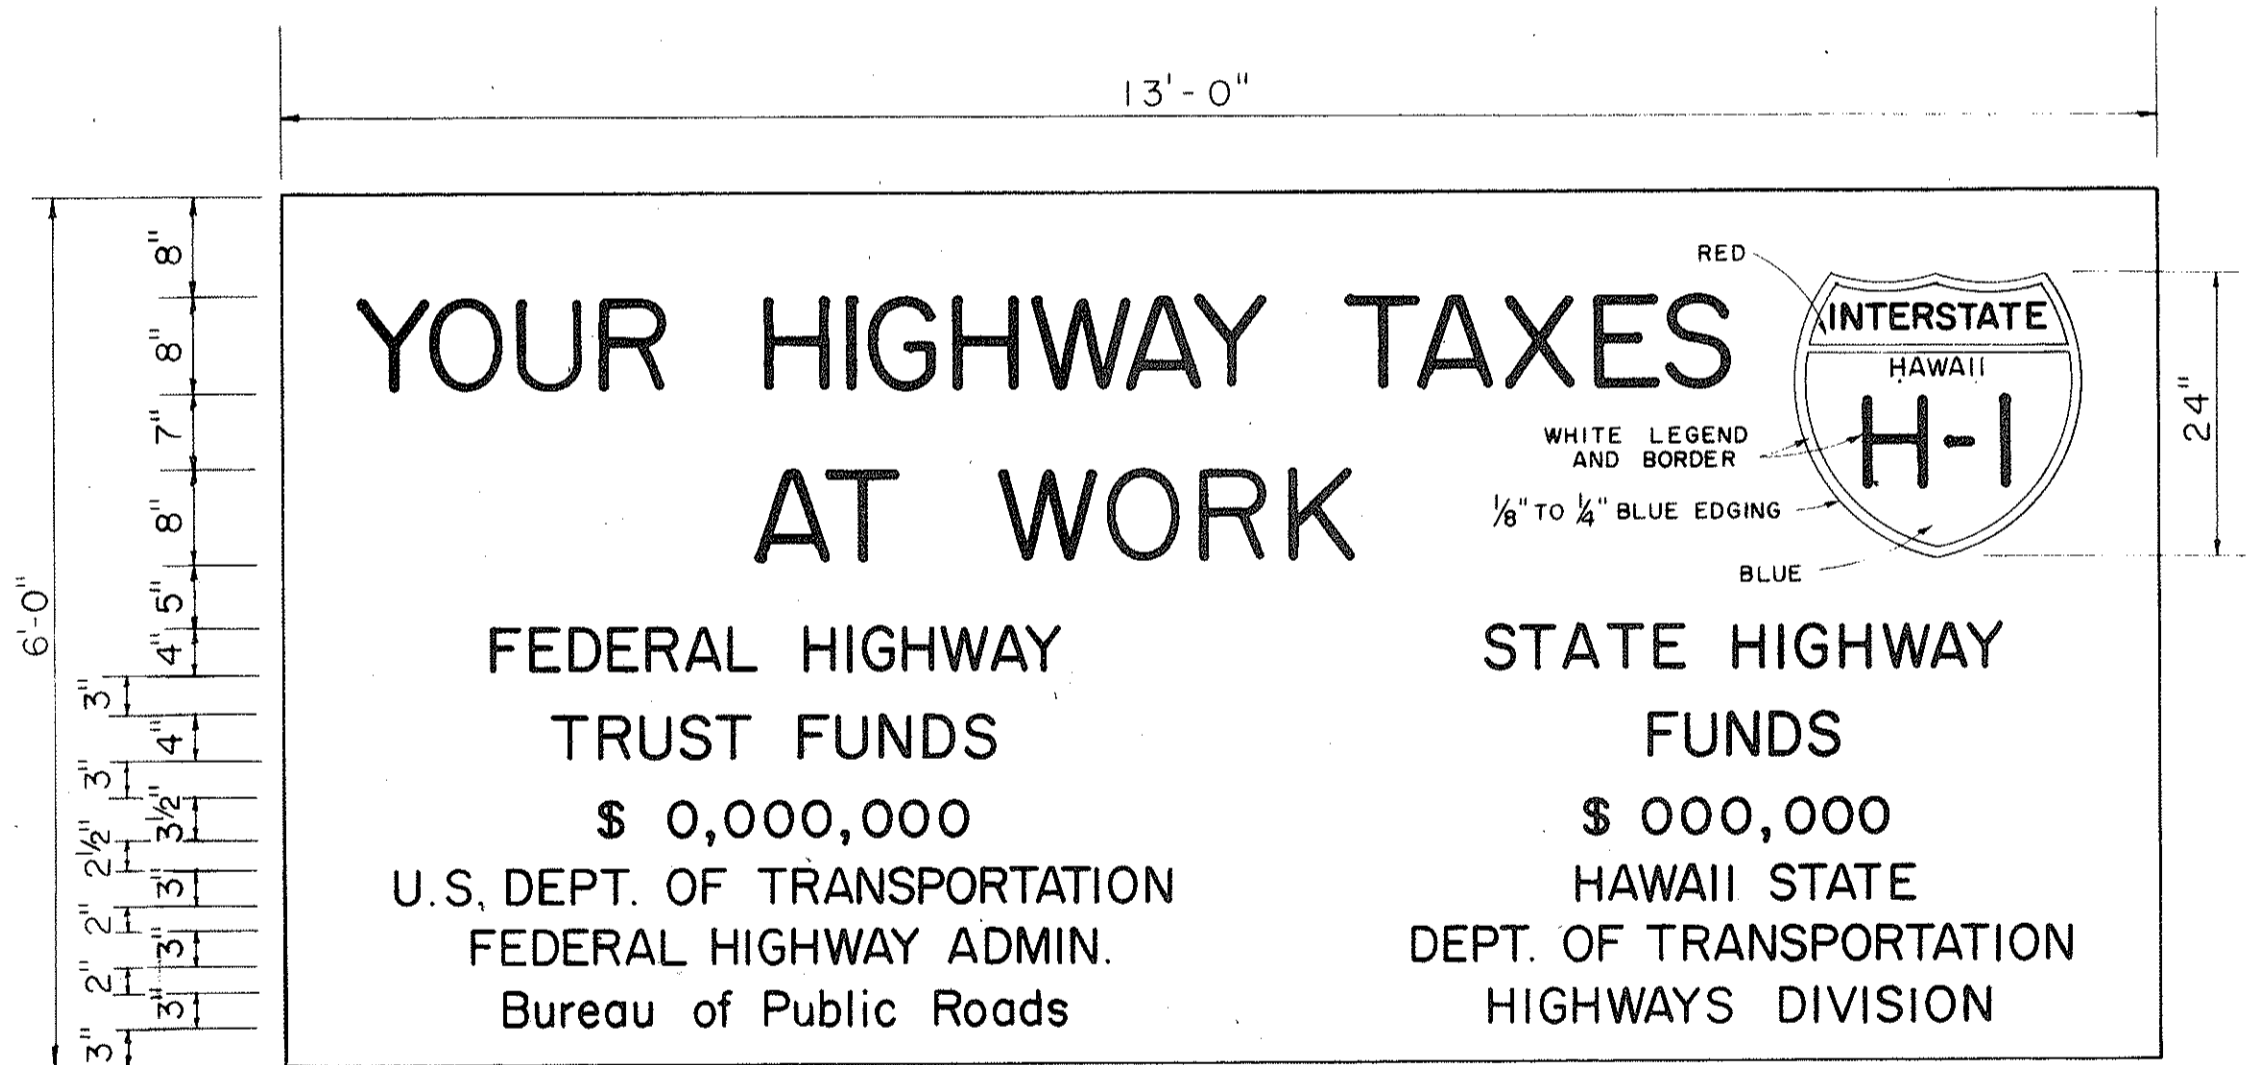 13'-0"
6'-0"
8"
8"
7"
8"
5"
4"
3"
4"
3"
3½"
2½"
3"
2"
3"
2"
3"
3"
YOUR HIGHWAY TAXES
AT WORK
RED
INTERSTATE
HAWAII
H-1
24"
WHITE LEGEND
AND BORDER
⅛" TO ¼" BLUE EDGING
BLUE
FEDERAL HIGHWAY
TRUST FUNDS
$ 0,000,000
U.S. DEPT. OF TRANSPORTATION
FEDERAL HIGHWAY ADMIN.
Bureau of Public Roads
STATE HIGHWAY
FUNDS
$ 000,000
HAWAII STATE
DEPT. OF TRANSPORTATION
HIGHWAYS DIVISION